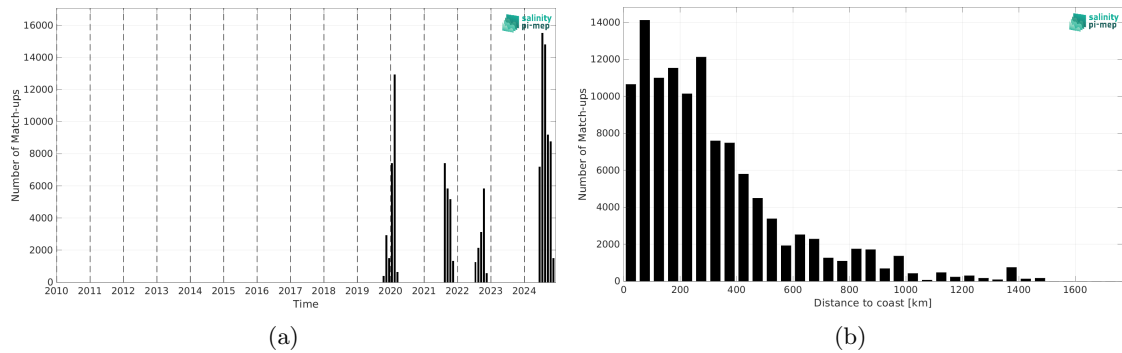 salinity
pi-mep
16000
14000
12000
10000
8000
6000
4000
2000
0
Number of Match-ups
2010 2011 2012 2013 2014 2015 2016 2017 2018 2019 2020 2021 2022 2023 2024
Time
(a)
salinity
pi-mep
14000
12000
10000
8000
6000
4000
2000
0
Number of Match-ups
0 200 400 600 800 1000 1200 1400 1600
Distance to coast [km]
(b)